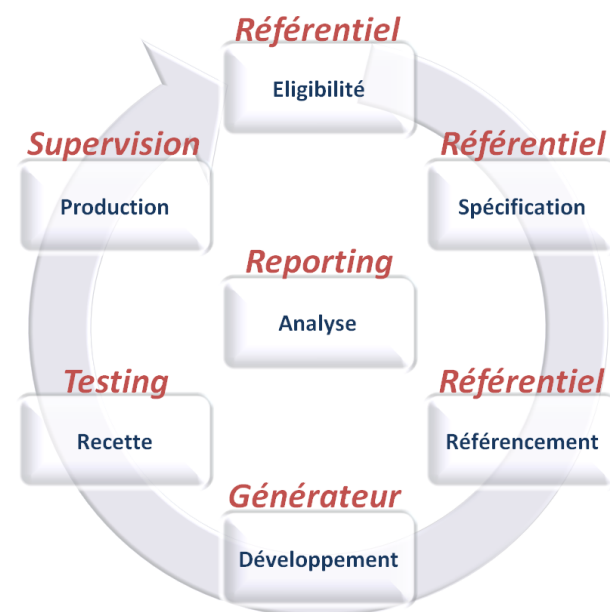 Référentiel
Eligibilité
Supervision
Production
Référentiel
Spécification
Reporting
Analyse
Testing
Recette
Référentiel
Référencement
Générateur
Développement